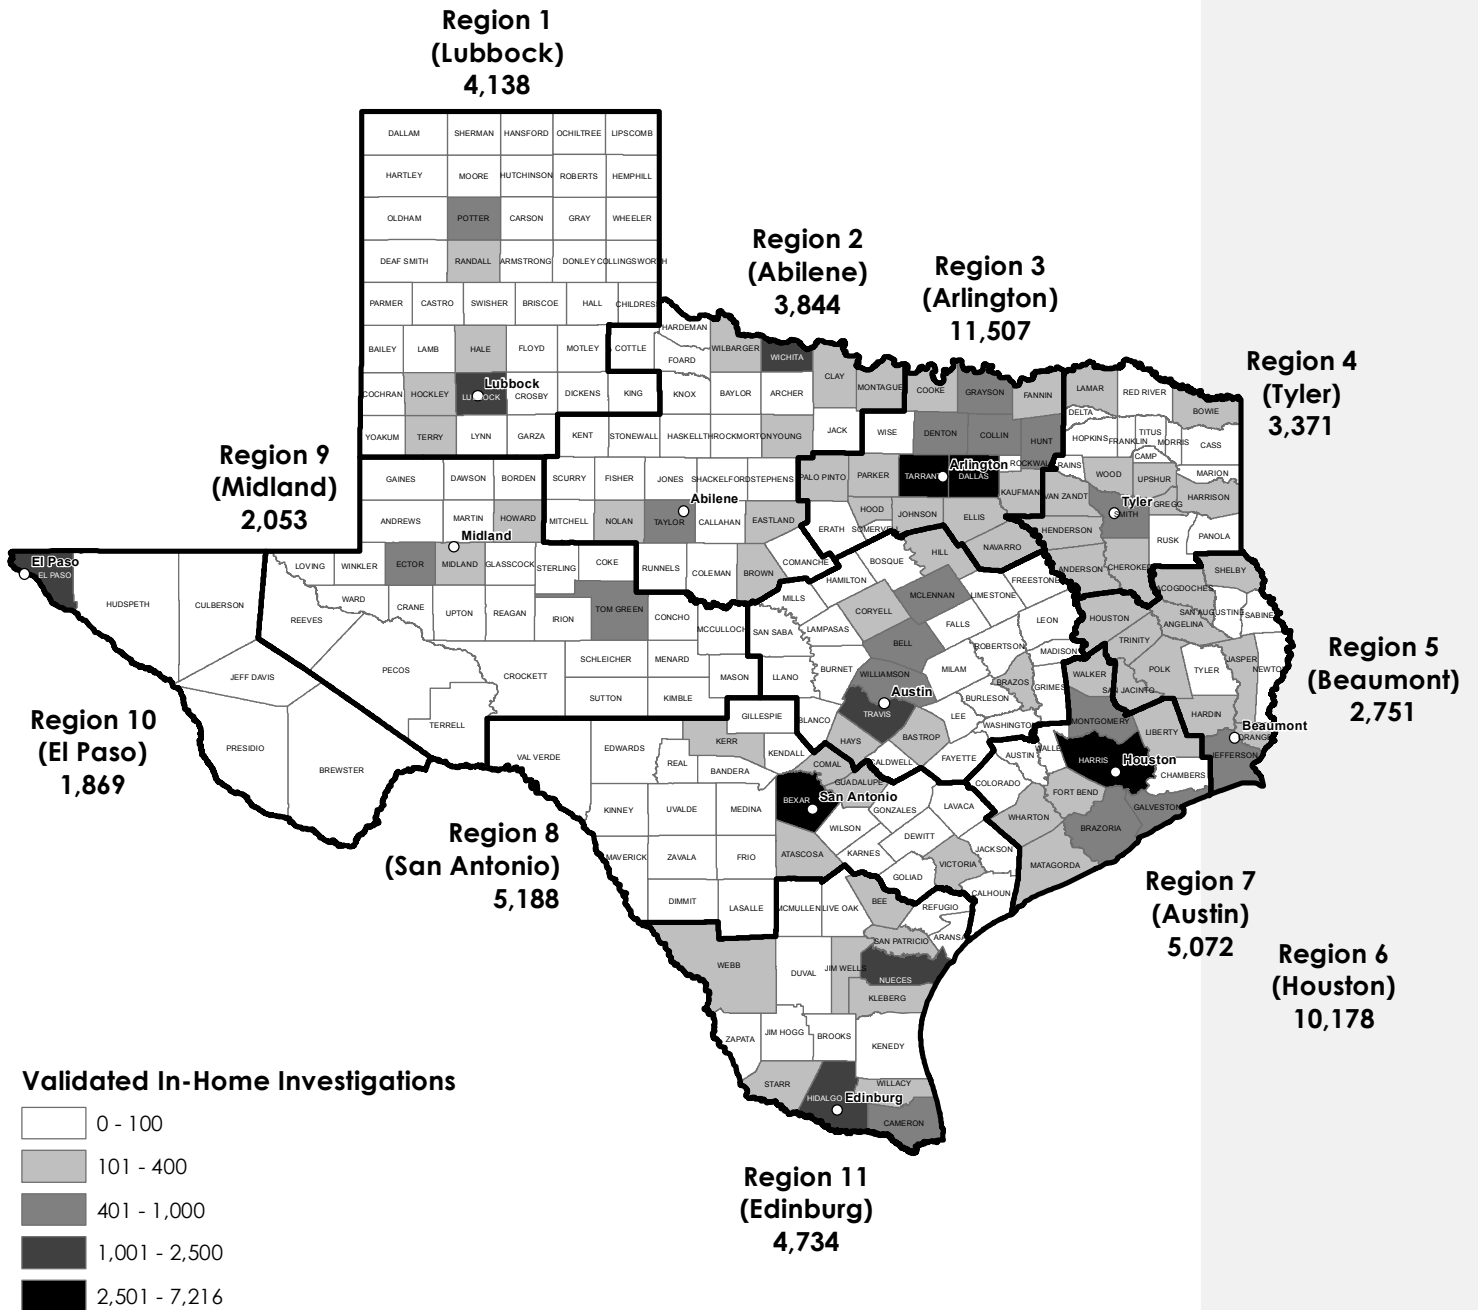 Region 1
(Lubbock)
4,138
DALLAM SHERMAN HANSFORD OCHILTREE LIPSCOMB
HARTLEY MOORE HUTCHINSON ROBERTS HEMPHILL
OLDHAM POTTER CARSON GRAY WHEELER
DEAF SMITH RANDALL ARMSTRONG DONLEY COLLINGSWORTH
PARMER CASTRO SWISHER BRISCOE HALL CHILDRESS
BAILEY LAMB HALE FLOYD MOTLEY COTTLE
COCHRAN HOCKLEY LUBBOCK CROSBY DICKENS KING
Lubbock
YOAKUM TERRY LYNN GARZA
Region 2
(Abilene)
3,844
HARDEMAN
FOARD WILBARGER WICHITA
CLAY MONTAGUE
KNOX BAYLOR ARCHER
KENT STONEWALL HASKELL THROCKMORTON YOUNG JACK
SCURRY FISHER JONES SHACKELFORD STEPHENS
Abilene
MITCHELL NOLAN TAYLOR CALLAHAN EASTLAND
RUNNELS COLEMAN BROWN COMANCHE
Region 3
(Arlington)
11,507
COOKE GRAYSON FANNIN
WISE DENTON COLLIN HUNT
PALO PINTO PARKER TARRANT DALLAS ROCKWALL
Arlington
KAUFMAN
HOOD JOHNSON ELLIS
ERATH SOMERVELL NAVARRO
Region 4
(Tyler)
3,371
LAMAR RED RIVER BOWIE
DELTA
HOPKINS FRANKLIN TITUS MORRIS CASS
CAMP
RAINS WOOD UPSHUR MARION
VAN ZANDT SMITH GREGG HARRISON
Tyler
HENDERSON RUSK PANOLA
ANDERSON CHEROKEE
Region 9
(Midland)
2,053
GAINES DAWSON BORDEN
ANDREWS MARTIN HOWARD
Midland
LOVING WINKLER ECTOR MIDLAND GLASSCOCK STERLING COKE
WARD CRANE UPTON REAGAN IRION TOM GREEN CONCHO
REEVES MCCULLOCH
PECOS CROCKETT SCHLEICHER MENARD
MASON
SUTTON KIMBLE
TERRELL
El Paso
EL PASO
HUDSPETH CULBERSON
JEFF DAVIS
PRESIDIO BREWSTER
Region 10
(El Paso)
1,869
BOSQUE HILL
HAMILTON MCLENNAN LIMESTONE FREESTONE
MILLS CORYELL FALLS LEON
SAN SABA LAMPASAS BELL ROBERTSON MADISON
LLANO BURNET WILLIAMSON MILAM BRAZOS GRIMES
Austin
BLANCO TRAVIS LEE BURLESON WASHINGTON
HAYS BASTROP FAYETTE
CALDWELL
SHELBY
NACOGDOCHES
HOUSTON ANGELINA SAN AUGUSTINE SABINE
TRINITY
POLK TYLER JASPER NEWTON
SAN JACINTO
HARDIN
ORANGE
JEFFERSON
Beaumont
Region 5
(Beaumont)
2,751
WALKER
MONTGOMERY
LIBERTY
AUSTIN WALLER HARRIS
Houston
CHAMBERS
COLORADO FORT BEND
GALVESTON
WHARTON BRAZORIA
MATAGORDA
VAL VERDE EDWARDS KERR GILLESPIE
REAL BANDERA KENDALL
COMAL
GUADALUPE
KINNEY UVALDE MEDINA BEXAR
San Antonio
GONZALES LAVACA
WILSON DEWITT
MAVERICK ZAVALA FRIO ATASCOSA KARNES VICTORIA JACKSON
GOLIAD
CALHOUN
DIMMIT LASALLE
Region 8
(San Antonio)
5,188
Region 7
(Austin)
5,072
Region 6
(Houston)
10,178
MCMULLEN LIVE OAK BEE REFUGIO
SAN PATRICIO ARANSAS
WEBB DUVAL JIM WELLS NUECES
KLEBERG
ZAPATA JIM HOGG BROOKS KENEDY
STARR HIDALGO WILLACY
Edinburg
CAMERON
Region 11
(Edinburg)
4,734
Validated In-Home Investigations
0 - 100
101 - 400
401 - 1,000
1,001 - 2,500
2,501 - 7,216